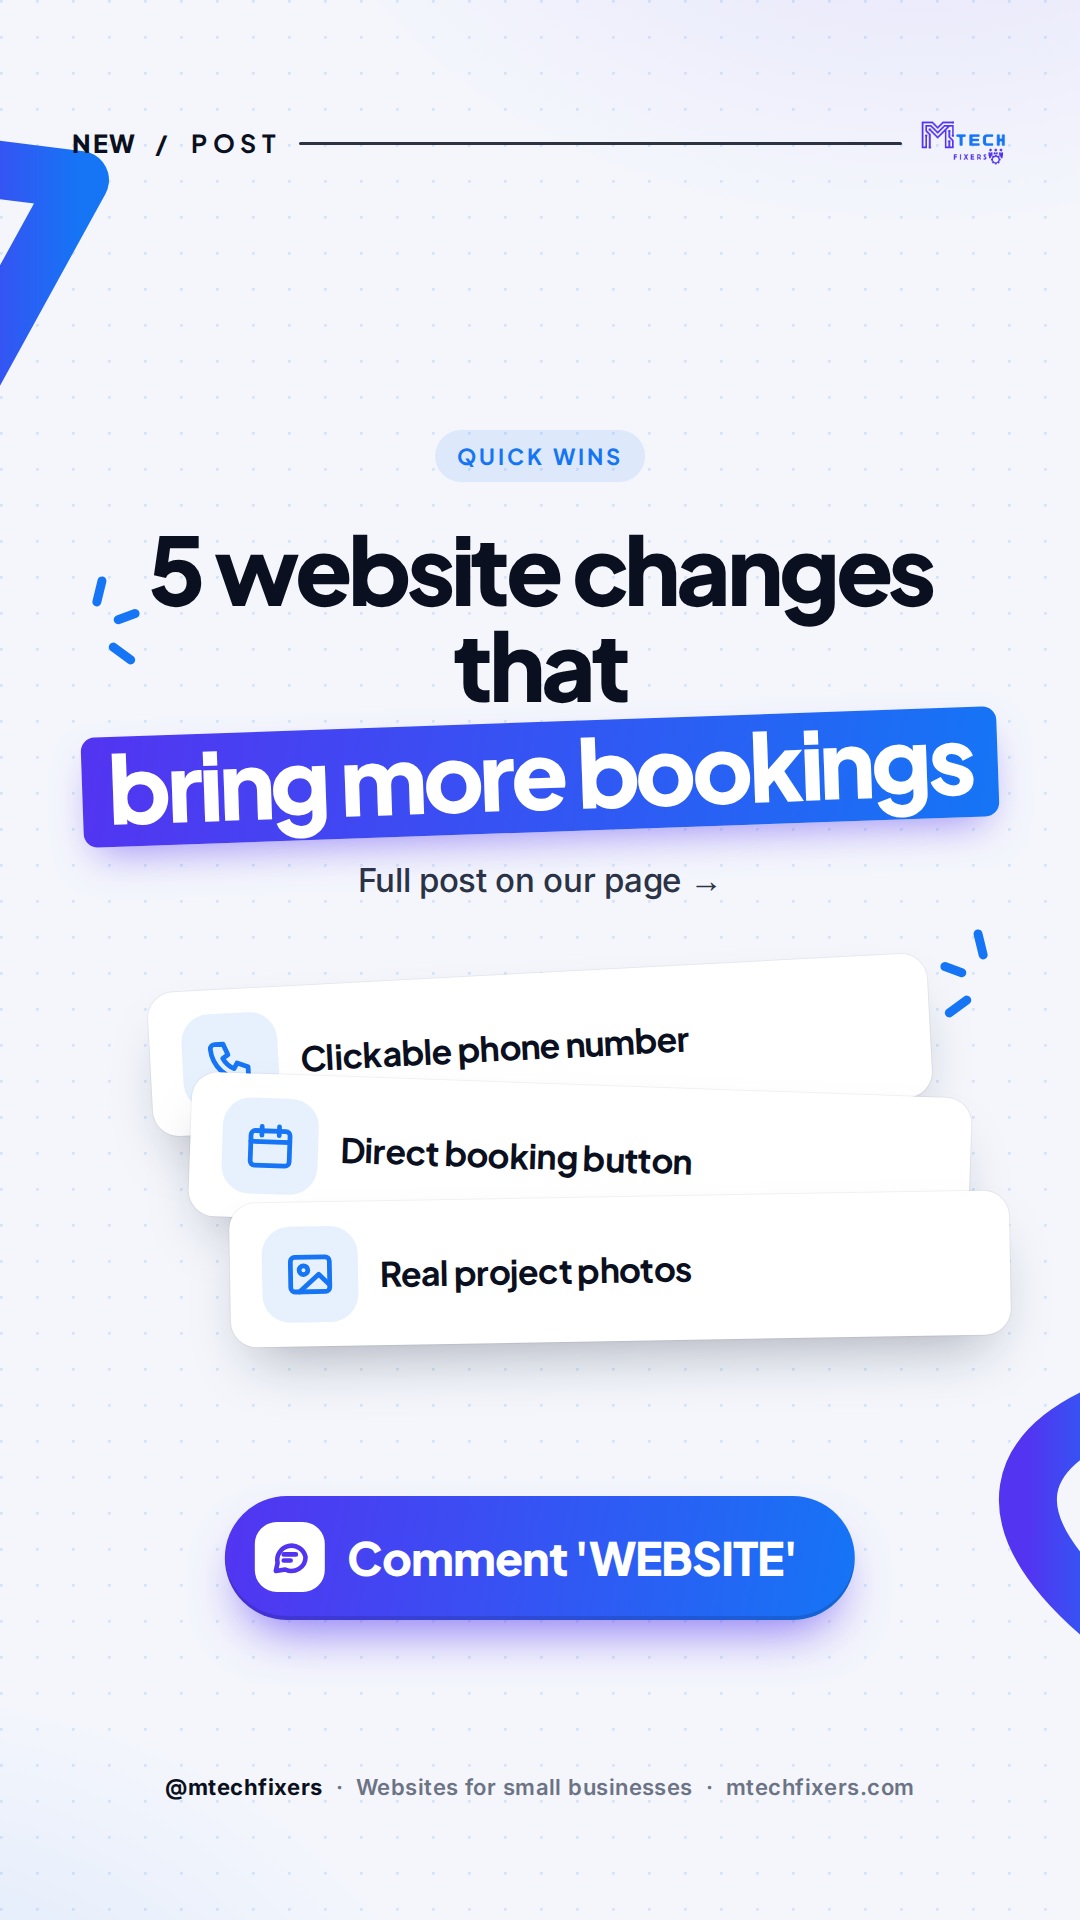 NEW / POST
MTECH
FIXERS
QUICK WINS
5 website changes
that
bring more bookings
Full post on our page →
Clickable phone number
Direct booking button
Real project photos
Comment 'WEBSITE'
@mtechfixers · Websites for small businesses · mtechfixers.com